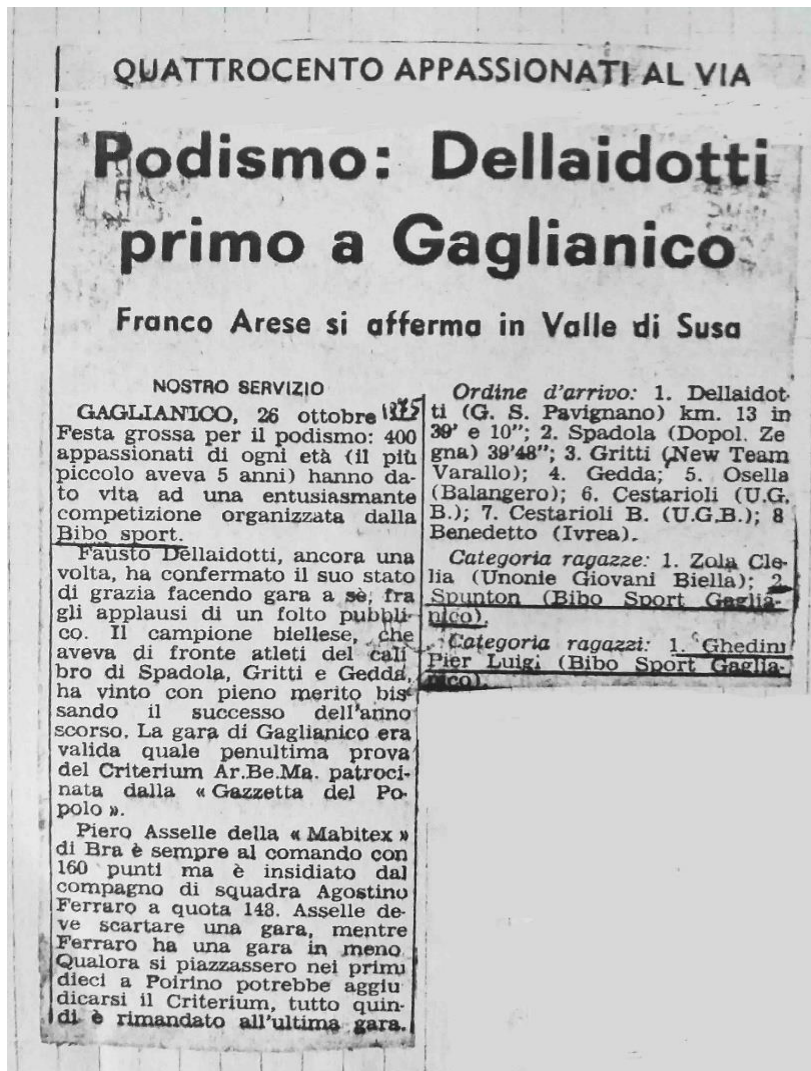 QUATTROCENTO APPASSIONATI AL VIA
Podismo: Dellaidotti
primo a Gaglianico
Franco Arese si afferma in Valle di Susa
NOSTRO SERVIZIO
GAGLIANICO, 26 ottobre 1975
Festa grossa per il podismo: 400
appassionati di ogni età (il più
piccolo aveva 5 anni) hanno da-
to vita ad una entusiasmante
competizione organizzata dalla
Bibo sport.
Fausto Dellaidotti, ancora una
volta, ha confermato il suo stato
di grazia facendo gara a sè, fra
gli applausi di un folto pubbli-
co. Il campione biellese, che
aveva di fronte atleti del cali
bro di Spadola, Gritti e Gedda,
ha vinto con pieno merito bis
sando il successo dell'anno
scorso. La gara di Gaglianico era
valida quale penultima prova
del Criterium Ar.Be.Ma. patroci-
nata dalla « Gazzetta del Po-
polo ».
Piero Asselle della « Mabitex »
di Bra è sempre al comando con
160 punti ma è insidiato dal
compagno di squadra Agostino
Ferraro a quota 148. Asselle de-
ve scartare una gara, mentre
Ferraro ha una gara in meno
Qualora si piazzassero nei primi
dieci a Poirino potrebbe aggiu
dicarsi il Criterium, tutto quin-
di è rimandato all'ultima gara.
Ordine d'arrivo: 1. Dellaidot-
ti (G. S. Pavignano) km. 13 in
39' e 10"; 2. Spadola (Dopol. Ze
gna) 39'48"; 3. Gritti (New Team
Varallo); 4. Gedda; 5. Osella
(Balangero); 6. Cestarioli (U.G.
B.); 7. Cestarioli B. (U.G.B.); 8
Benedetto (Ivrea).
Categoria ragazze: 1. Zola Cle-
lia (Unonie Giovani Biella); 2.
Spunton (Bibo Sport Gaglia-
nico).
Categoria ragazzi: 1. Ghedini
Pier Luigi (Bibo Sport Gaglia-
nico).